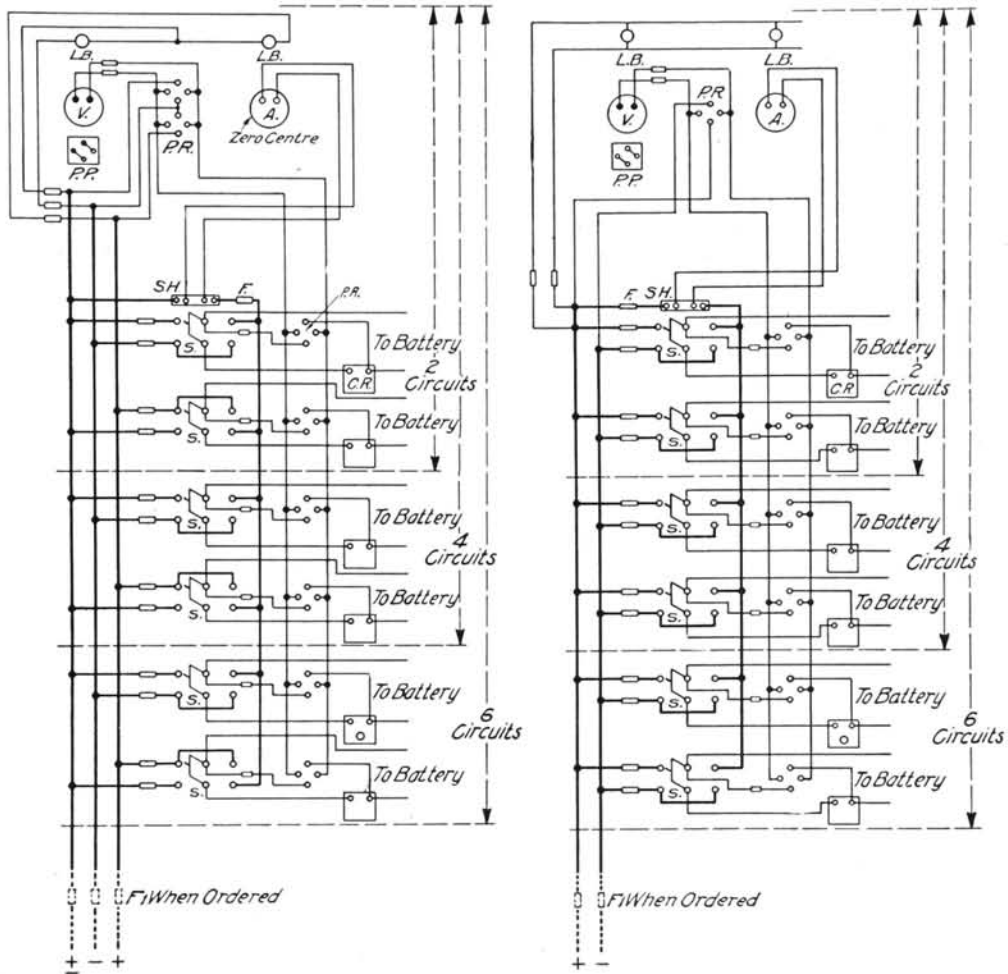 L.B.
L.B.
V.
A.
Zero Centre
P.R.
P.P.
SH
F.
P.R.
S.
To Battery
C.R.
2
Circuits
S.
To Battery
S.
To Battery
4
Circuits
S.
To Battery
S.
To Battery
6
Circuits
S.
To Battery
F1 When Ordered
± − +
L.B.
L.B.
V.
P.R
A.
P.P.
F.
SH.
S.
To Battery
C.R
2
Circuits
S.
To Battery
S.
To Battery
4
Circuits
S.
To Battery
S.
To Battery
6
Circuits
S.
To Battery
F1 When Ordered
+ −